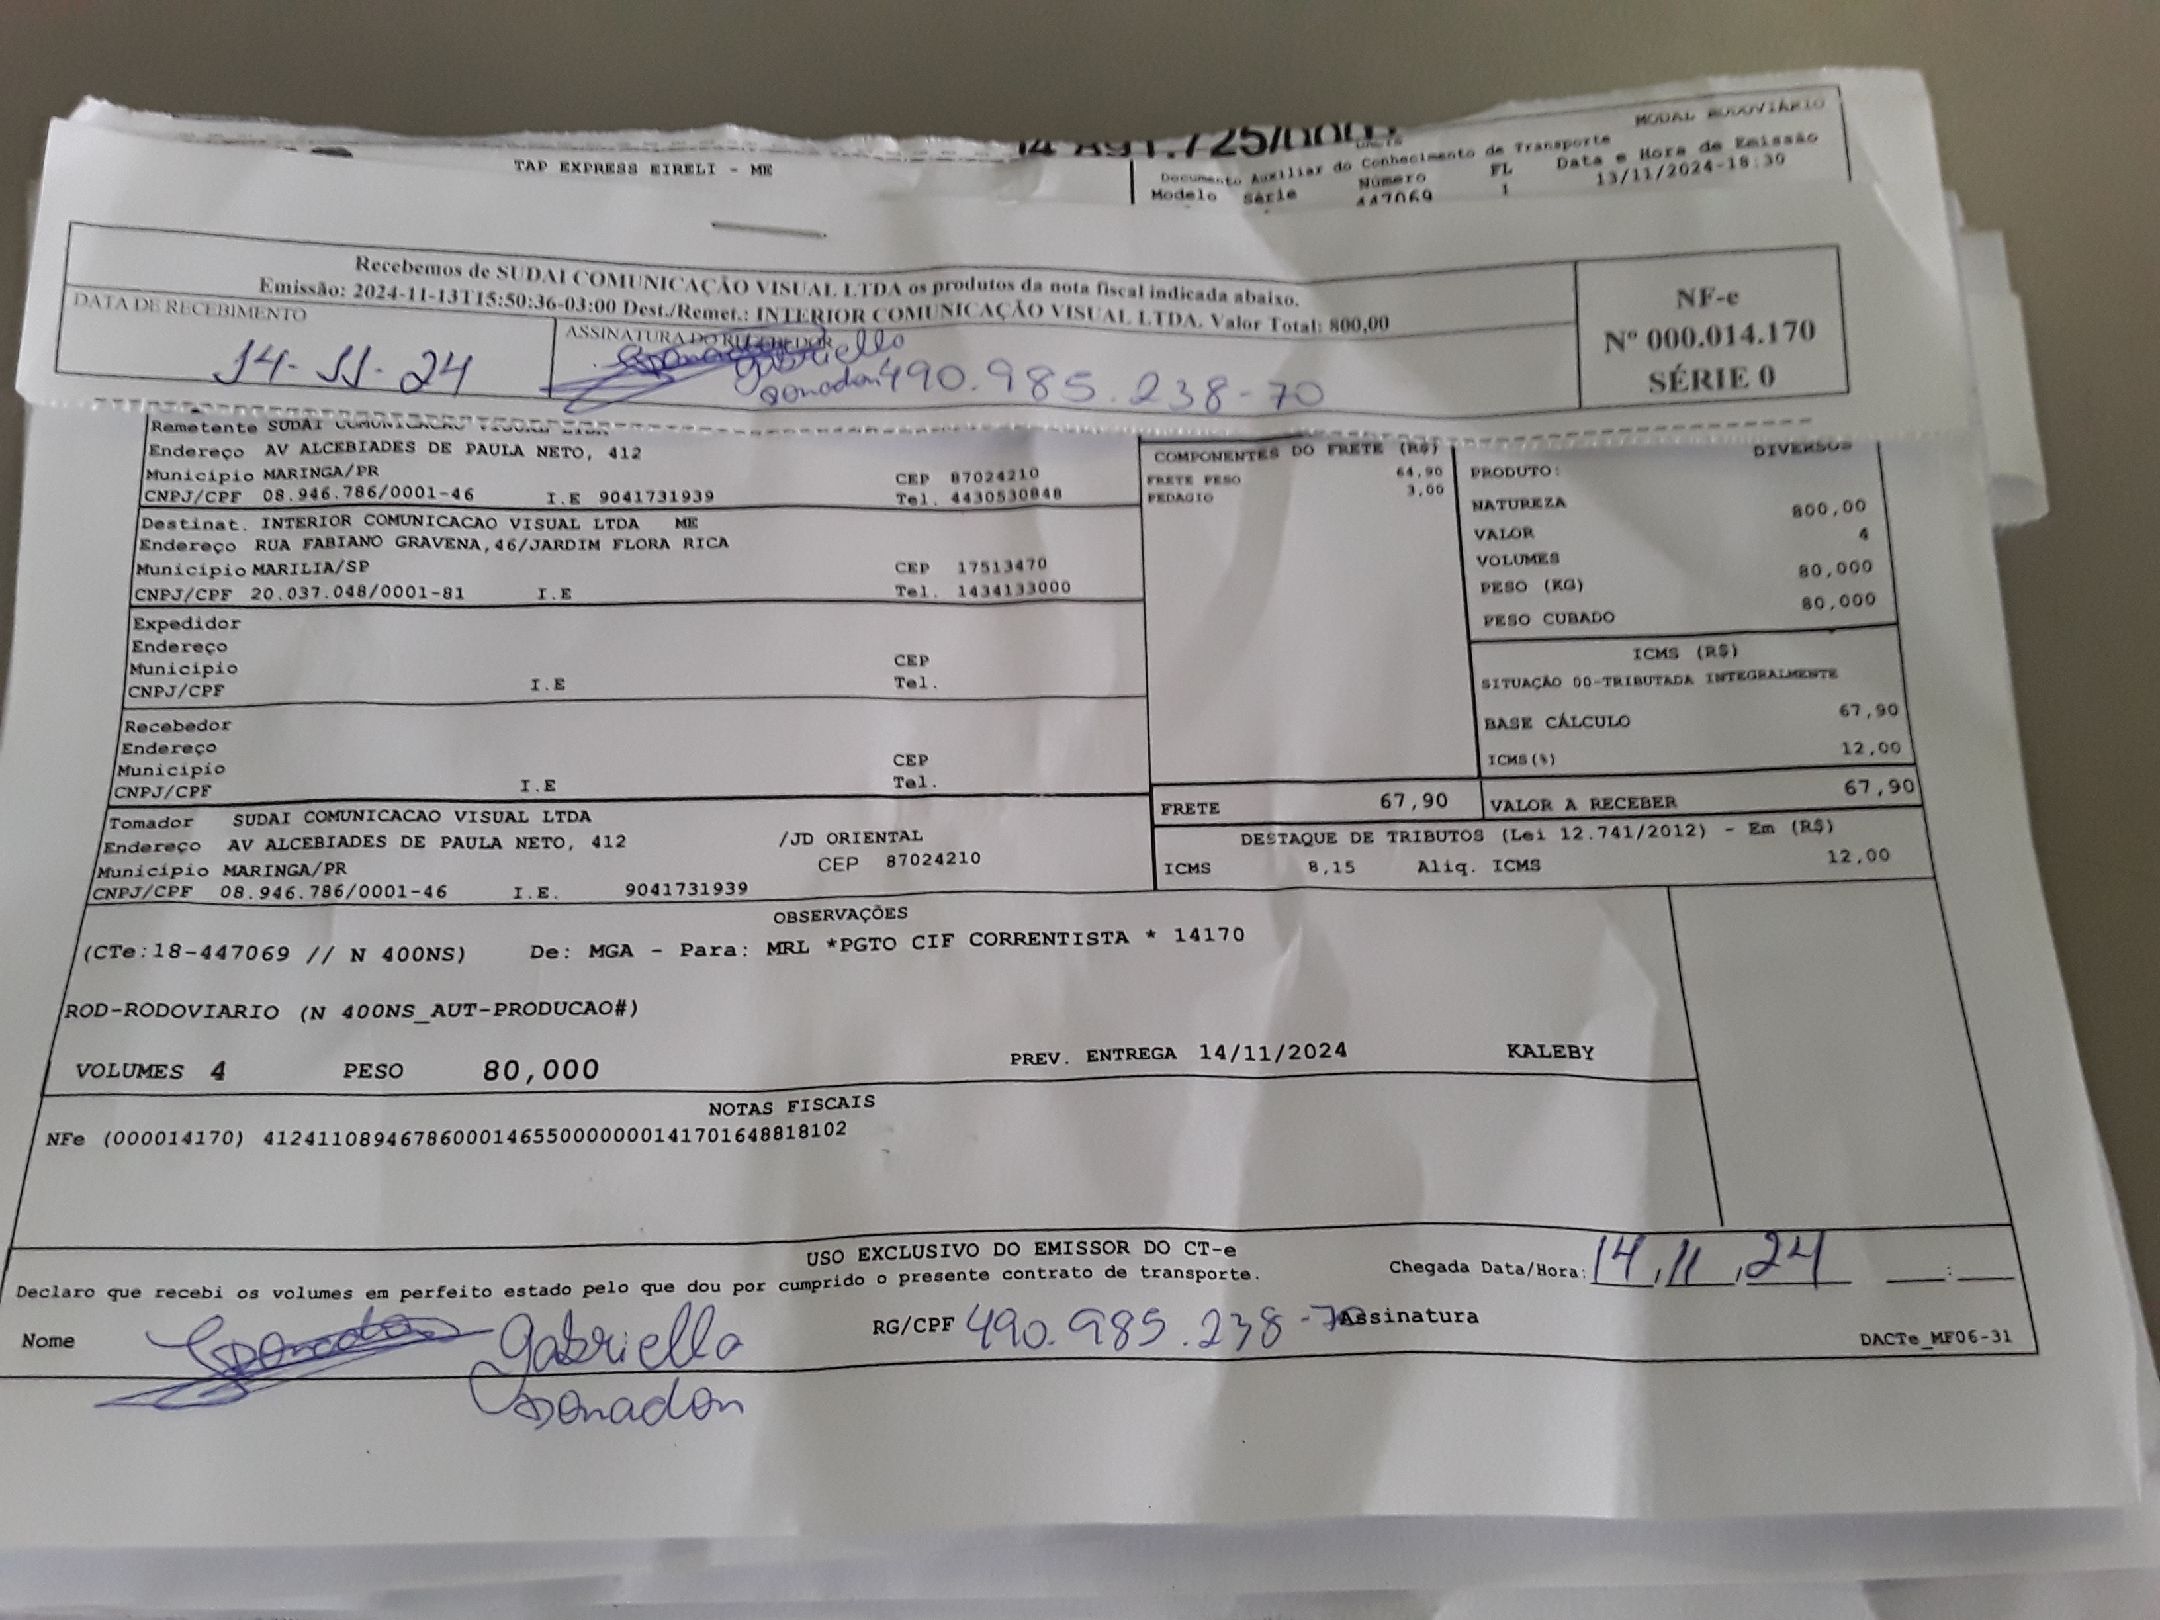 TAP EXPRESS EIRELI - ME
MODAL RODOVIÁRIO
Documento Auxiliar do Conhecimento de Transporte
Modelo Série Número FL Data e Hora de Emissão
447069 1 13/11/2024-18:30
Recebemos de SUDAI COMUNICAÇÃO VISUAL LTDA os produtos da nota fiscal indicada abaixo.
Emissão: 2024-11-13T15:50:36-03:00 Dest./Remet.: INTERIOR COMUNICAÇÃO VISUAL LTDA. Valor Total: 800,00
DATA DE RECEBIMENTO
14-11-24
ASSINATURA DO RECEBEDOR
Gabriella
Donadon 490.985.238-70
NF-e
Nº 000.014.170
SÉRIE 0
Remetente SUDAI COMUNICACAO VISUAL LTDA
Endereço AV ALCEBIADES DE PAULA NETO, 412
Municipio MARINGA/PR CEP 87024210
CNPJ/CPF 08.946.786/0001-46 I.E 9041731939 Tel. 4430530848
Destinat. INTERIOR COMUNICACAO VISUAL LTDA ME
Endereço RUA FABIANO GRAVENA,46/JARDIM FLORA RICA
Municipio MARILIA/SP CEP 17513470
CNPJ/CPF 20.037.048/0001-81 I.E Tel. 1434133000
Expedidor
Endereço
Municipio CEP
CNPJ/CPF I.E Tel.
Recebedor
Endereço
Municipio CEP
CNPJ/CPF I.E Tel.
Tomador SUDAI COMUNICACAO VISUAL LTDA
Endereço AV ALCEBIADES DE PAULA NETO, 412 /JD ORIENTAL
Municipio MARINGA/PR CEP 87024210
CNPJ/CPF 08.946.786/0001-46 I.E. 9041731939
COMPONENTES DO FRETE (R$)
FRETE PESO 64,90
PEDAGIO 3,00
DIVERSOS
PRODUTO:
NATUREZA
VALOR 800,00
VOLUMES 4
PESO (KG) 80,000
PESO CUBADO 80,000
ICMS (R$)
SITUAÇÃO 00-TRIBUTADA INTEGRALMENTE
BASE CÁLCULO 67,90
ICMS(%) 12,00
FRETE 67,90 VALOR A RECEBER 67,90
DESTAQUE DE TRIBUTOS (Lei 12.741/2012) - Em (R$)
ICMS 8,15 Aliq. ICMS 12,00
OBSERVAÇÕES
(CTe:18-447069 // N 400NS) De: MGA - Para: MRL *PGTO CIF CORRENTISTA * 14170
ROD-RODOVIARIO (N 400NS_AUT-PRODUCAO#)
VOLUMES 4 PESO 80,000 PREV. ENTREGA 14/11/2024 KALEBY
NOTAS FISCAIS
NFe (000014170) 41241108946786000146550000000141701648818102
USO EXCLUSIVO DO EMISSOR DO CT-e
Declaro que recebi os volumes em perfeito estado pelo que dou por cumprido o presente contrato de transporte.
Chegada Data/Hora: 14,11,24 :
Nome Gabriella RG/CPF 490.985.238-70 Assinatura
Donadon
DACTe_MF06-31